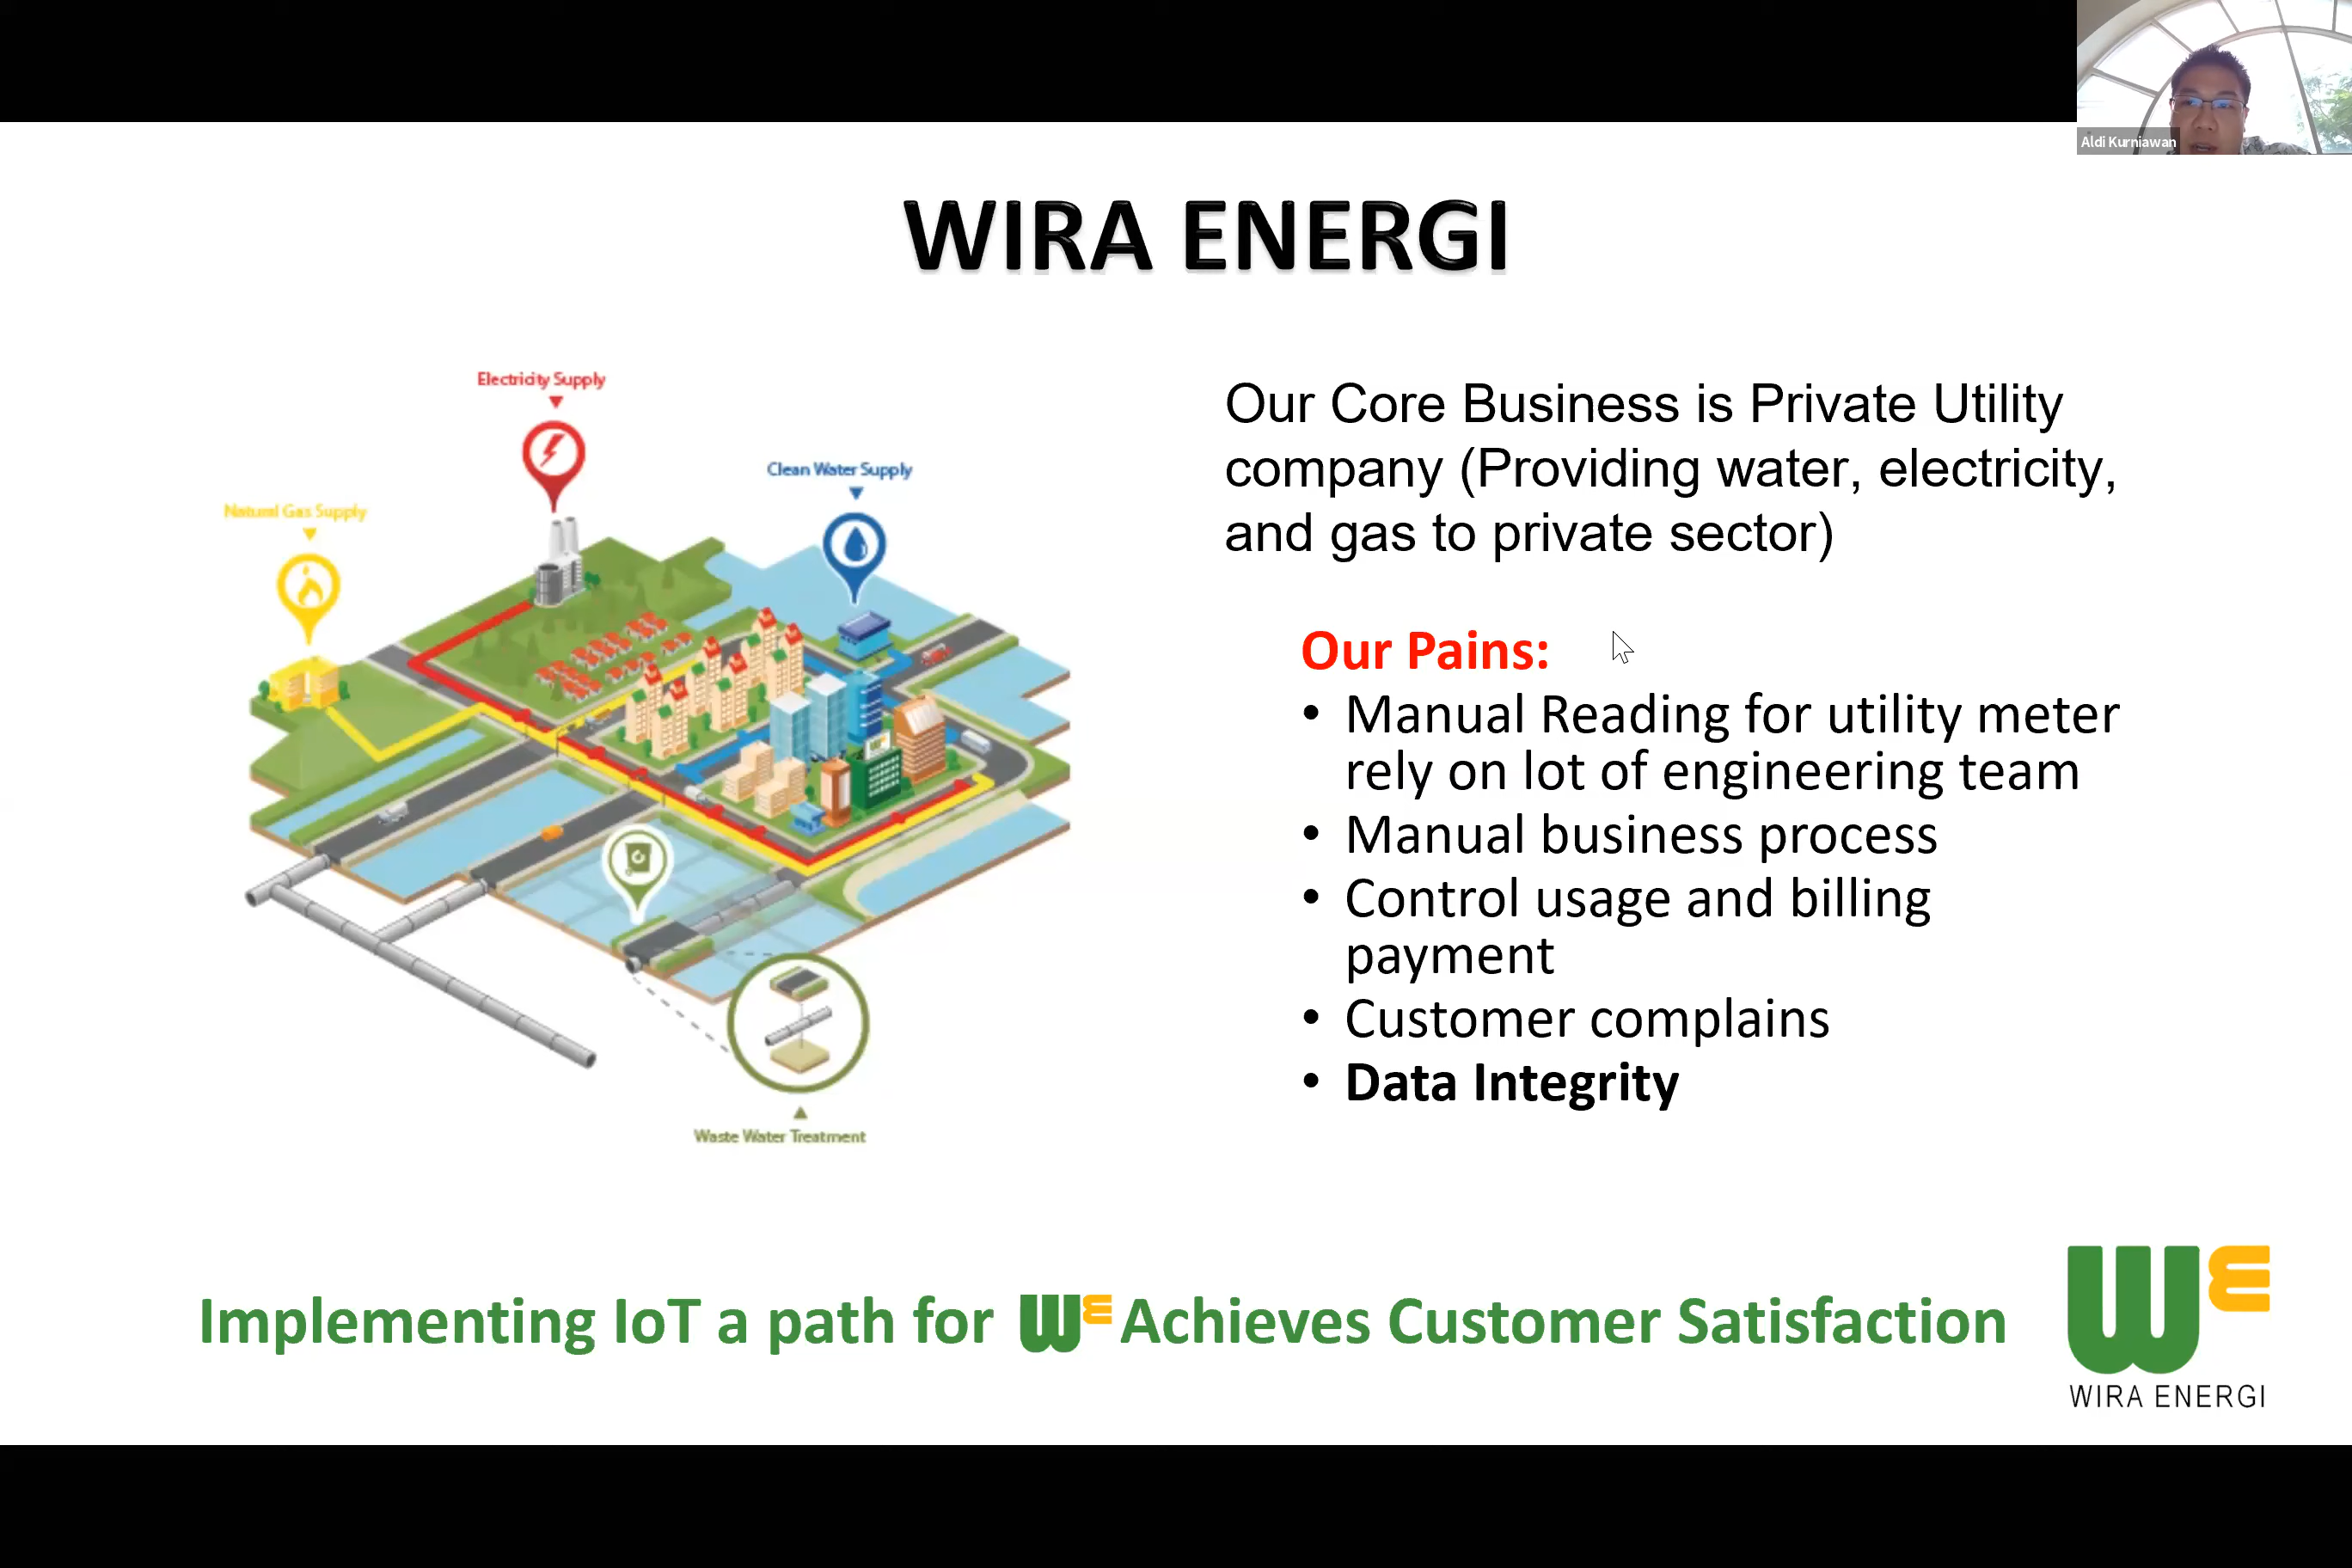 Aldi Kurniawan
WIRA ENERGI
Electricity Supply
Clean Water Supply
Natural Gas Supply
Waste Water Treatment
Our Core Business is Private Utility
company (Providing water, electricity,
and gas to private sector)
Our Pains:
• Manual Reading for utility meter
rely on lot of engineering team
• Manual business process
• Control usage and billing
payment
• Customer complains
• Data Integrity
Implementing IoT a path for WE Achieves Customer Satisfaction
WE
WIRA ENERGI